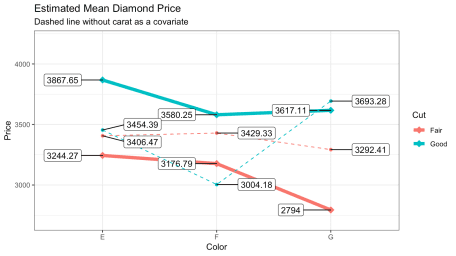 Estimated Mean Diamond Price
Dashed line without carat as a covariate
4000
3500
3000
Price
3867.65
3454.39
3406.47
3244.27
3580.25
3429.33
3176.79
3004.18
3617.11
3693.28
3292.41
2794
E
F
G
Color
Cut
Fair
Good